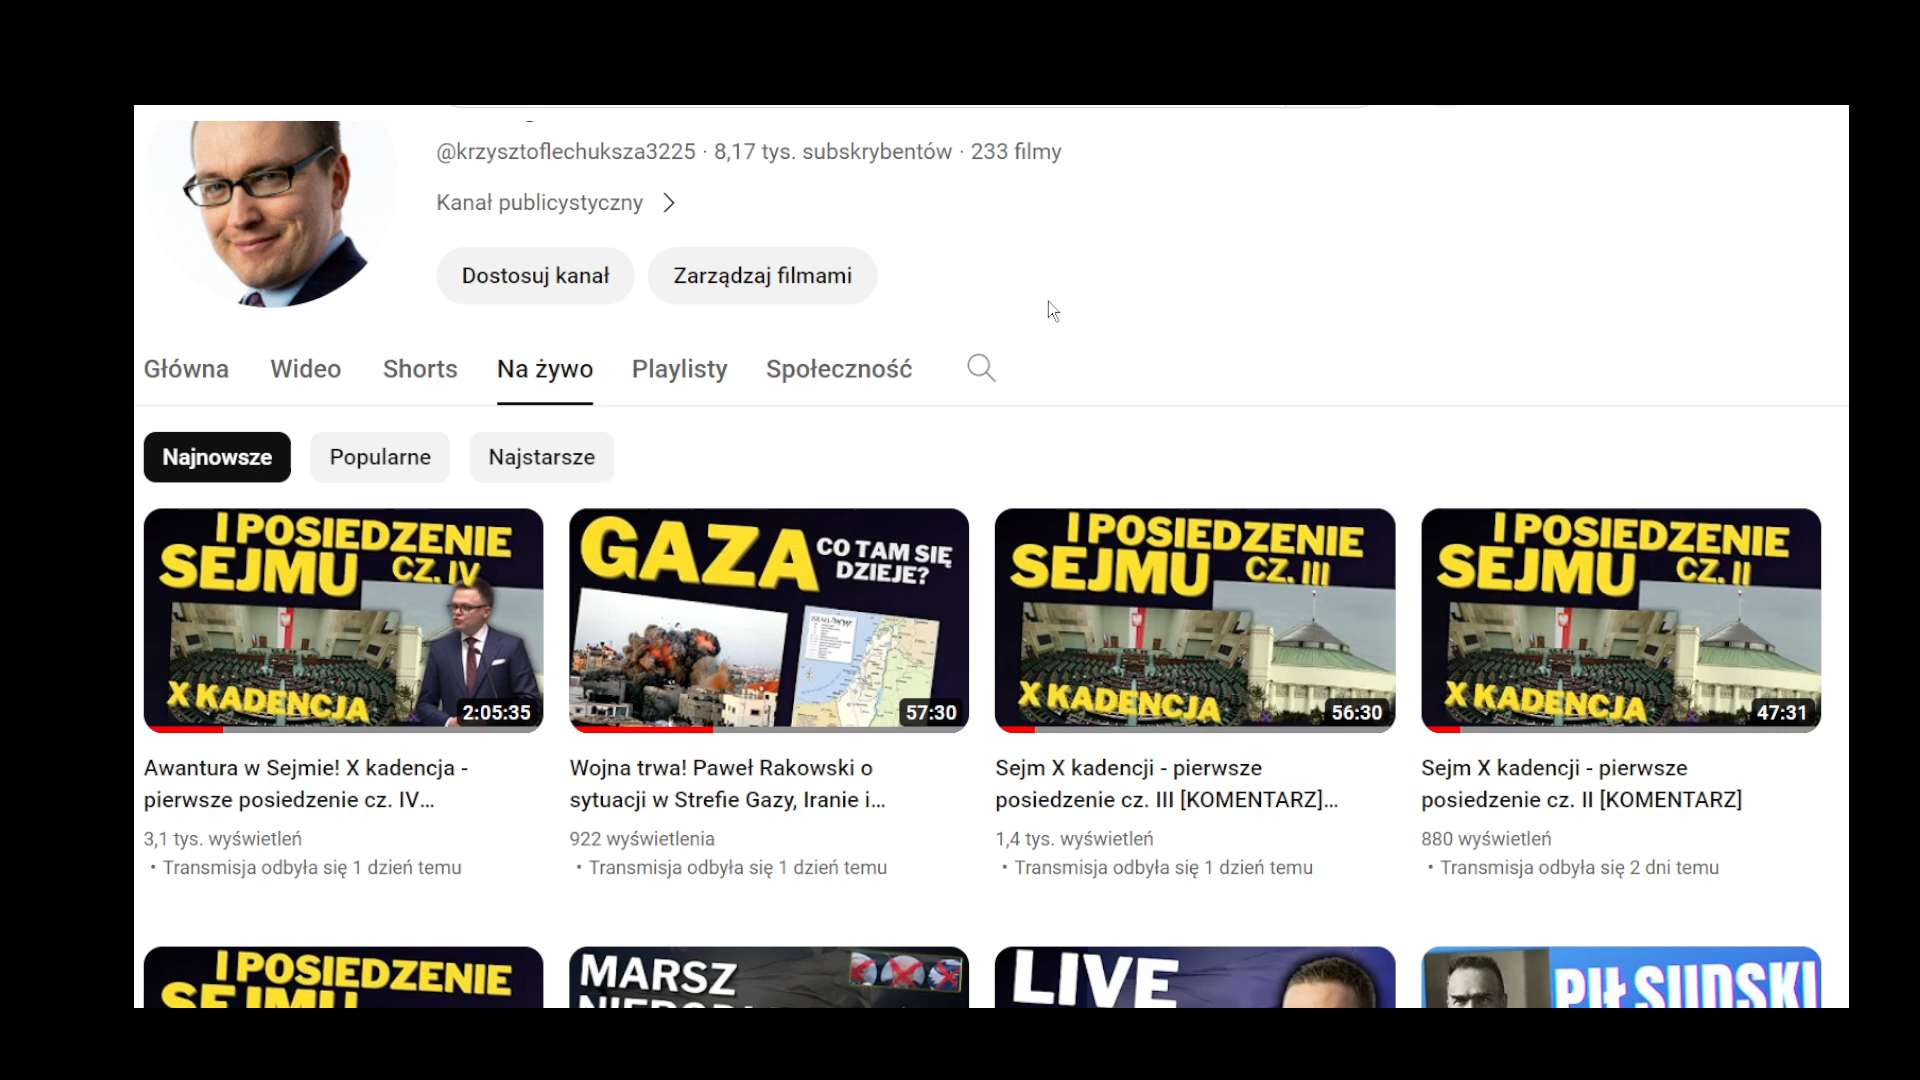 @krzysztoflechuksza3225 · 8,17 tys. subskrybentów · 233 filmy
Kanał publicystyczny
Dostosuj kanał
Zarządzaj filmami
Główna
Wideo
Shorts
Na żywo
Playlisty
Społeczność
Najnowsze
Popularne
Najstarsze
I POSIEDZENIE
SEJMU CZ. IV
X KADENCJA
2:05:35
GAZA CO TAM SIĘ
DZIEJE?
57:30
I POSIEDZENIE
SEJMU CZ. III
X KADENCJA
56:30
I POSIEDZENIE
SEJMU CZ. II
X KADENCJA
47:31
Awantura w Sejmie! X kadencja -
pierwsze posiedzenie cz. IV...
3,1 tys. wyświetleń
• Transmisja odbyła się 1 dzień temu
Wojna trwa! Paweł Rakowski o
sytuacji w Strefie Gazy, Iranie i...
922 wyświetlenia
• Transmisja odbyła się 1 dzień temu
Sejm X kadencji - pierwsze
posiedzenie cz. III [KOMENTARZ]...
1,4 tys. wyświetleń
• Transmisja odbyła się 1 dzień temu
Sejm X kadencji - pierwsze
posiedzenie cz. II [KOMENTARZ]
880 wyświetleń
• Transmisja odbyła się 2 dni temu
I POSIEDZENIE
SEJMU
MARSZ
LIVE
PIŁSUDSKI